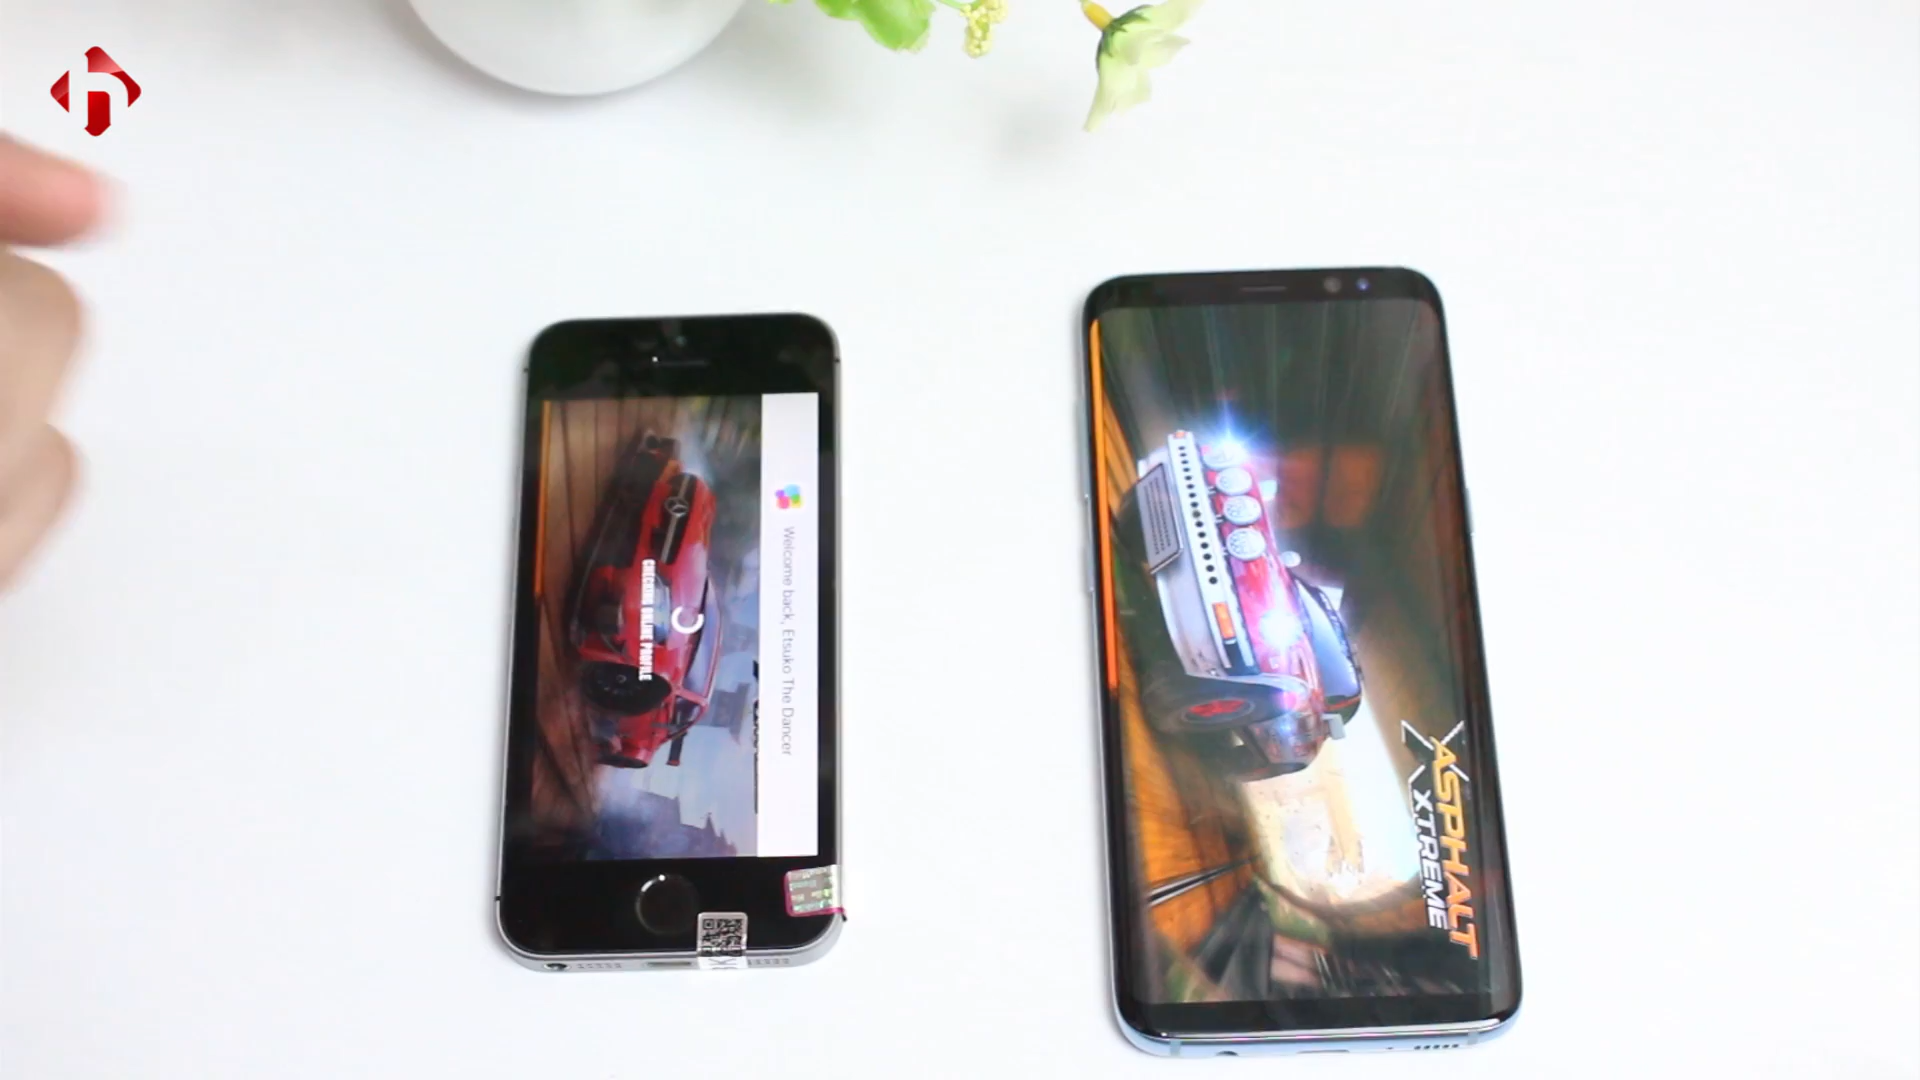 Welcome back, Etsuko The Dancer
CHECKING ONLINE PROFILE
ASPHALT
XTREME